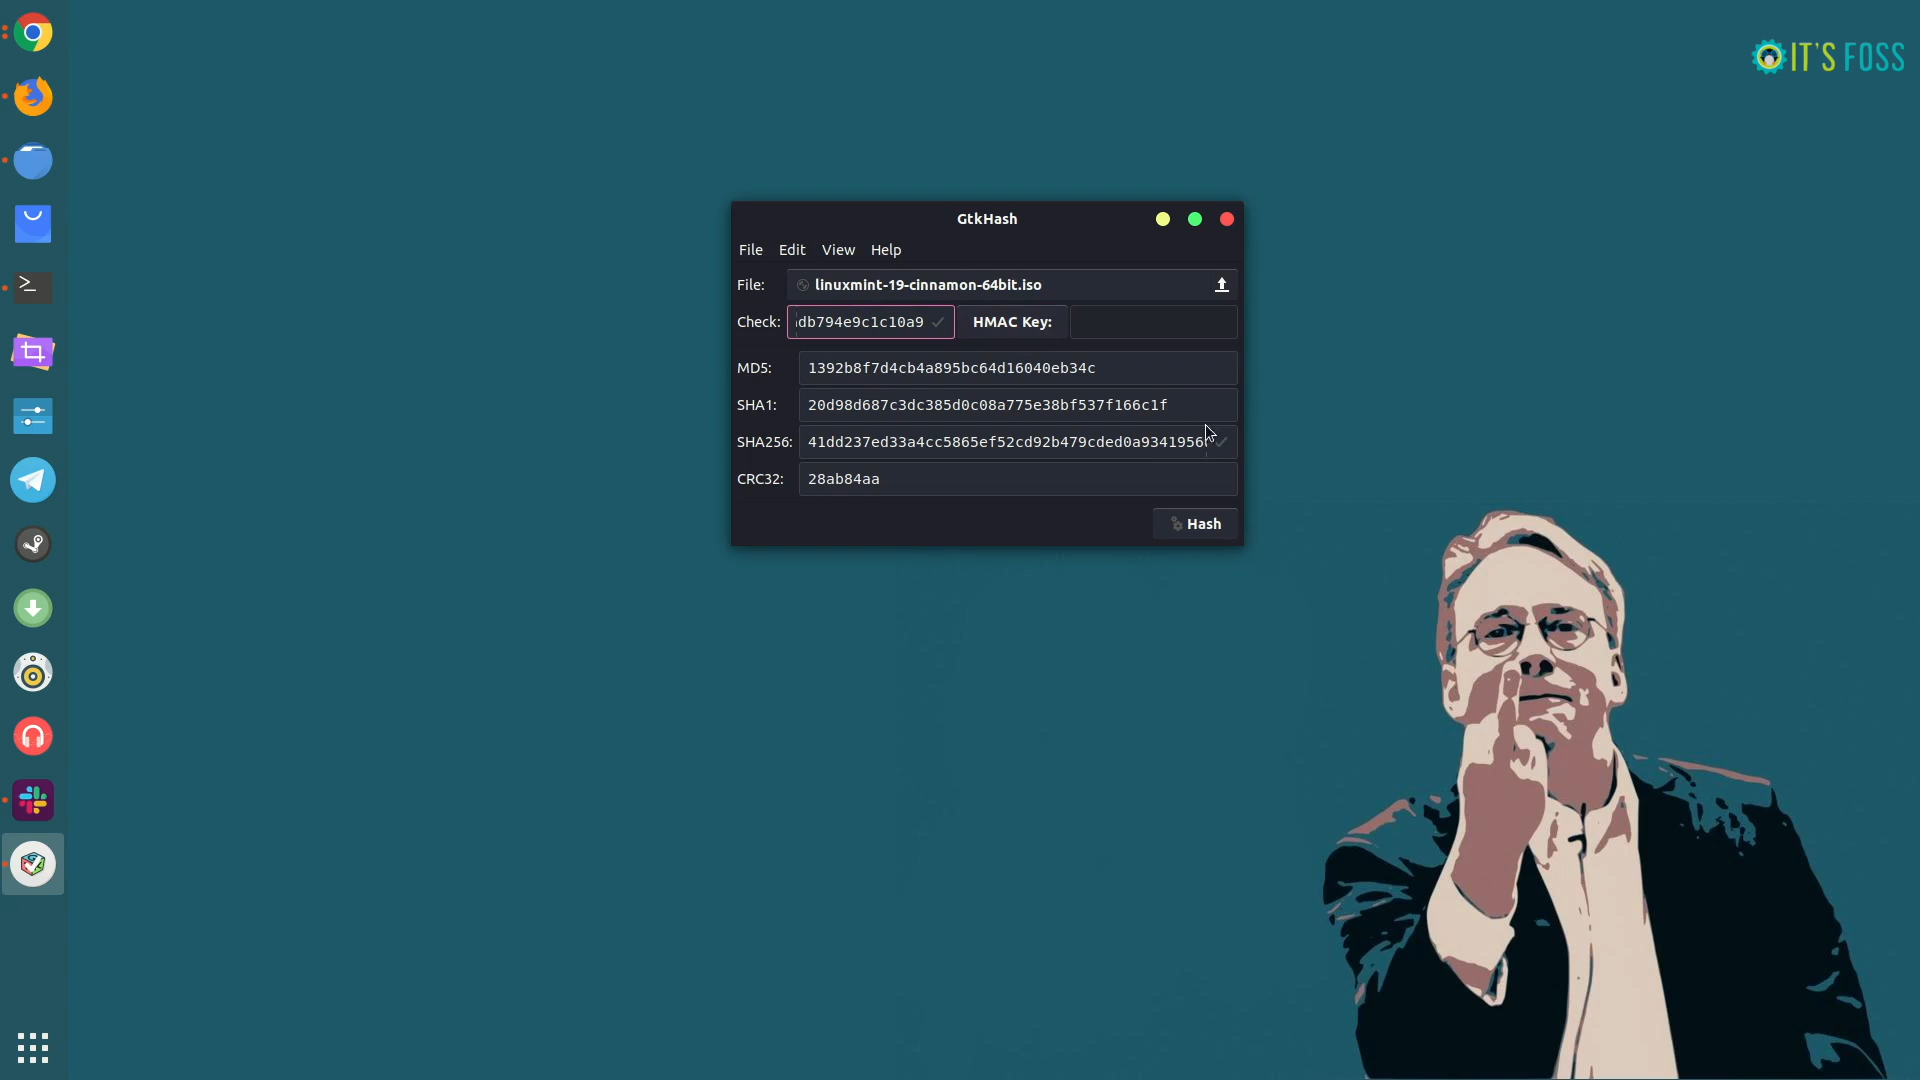 IT'S FOSS
GtkHash
File Edit View Help
File: linuxmint-19-cinnamon-64bit.iso
Check: db794e9c1c10a9 HMAC Key:
MD5: 1392b8f7d4cb4a895bc64d16040eb34c
SHA1: 20d98d687c3dc385d0c08a775e38bf537f166c1f
SHA256: 41dd237ed33a4cc5865ef52cd92b479cded0a9341956
CRC32: 28ab84aa
Hash